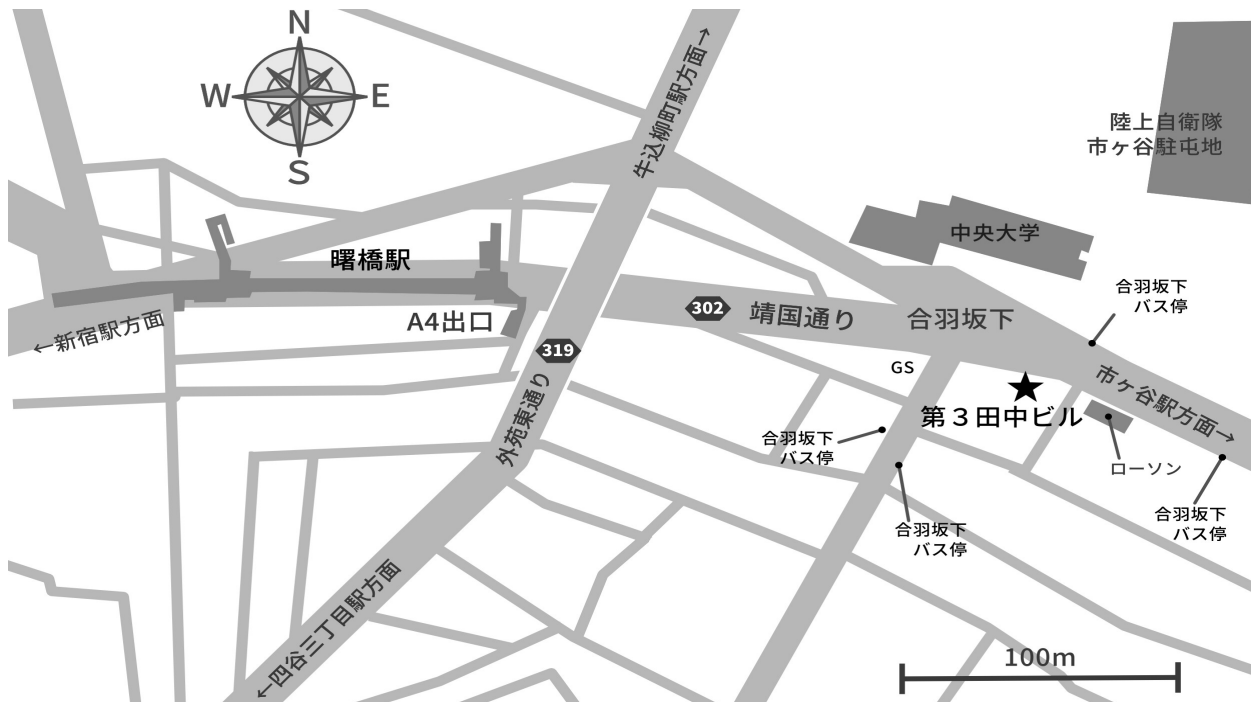 N
W
E
S
牛込柳町駅方面→
陸上自衛隊
市ヶ谷駐屯地
中央大学
曙橋駅
A4出口
←新宿駅方面
302
靖国通り
合羽坂下
合羽坂下
バス停
319
外苑東通り
GS
第３田中ビル
市ヶ谷駅方面→
合羽坂下
バス停
ローソン
合羽坂下
バス停
合羽坂下
バス停
←四谷三丁目駅方面
100m